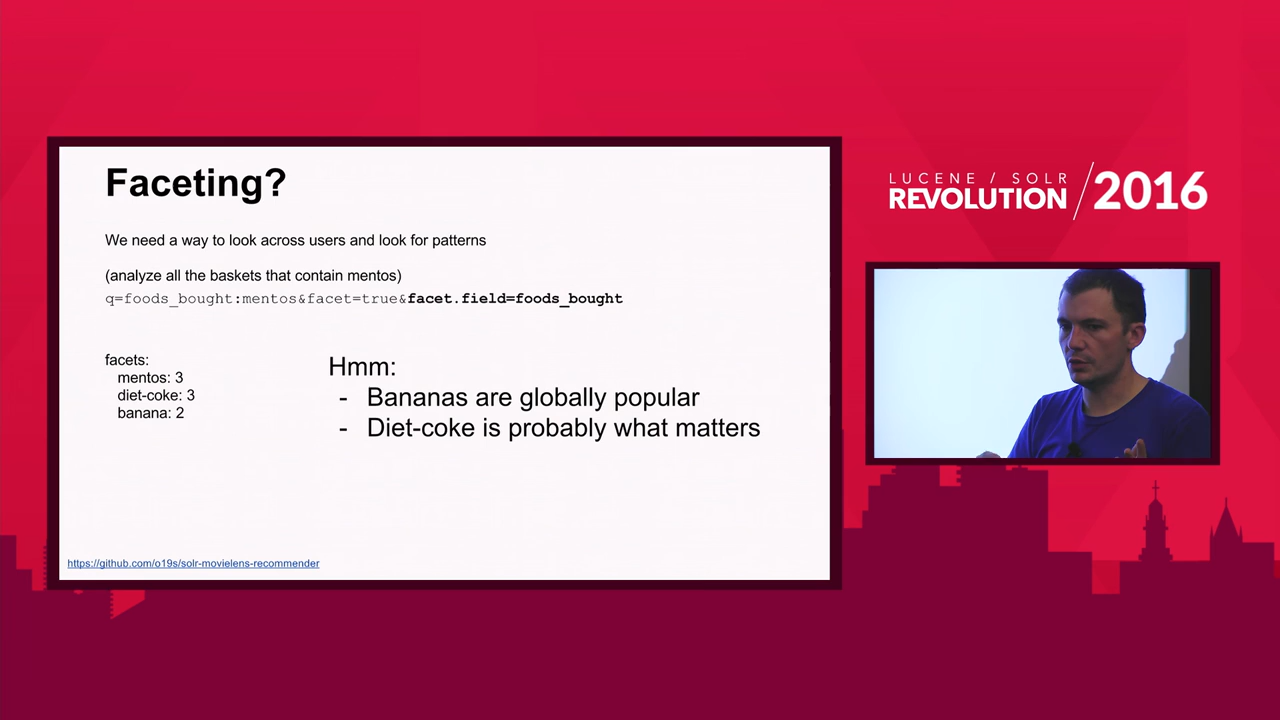 Faceting?
We need a way to look across users and look for patterns
(analyze all the baskets that contain mentos)
q=foods_bought:mentos&facet=true&facet.field=foods_bought
facets:
mentos: 3
diet-coke: 3
banana: 2
Hmm:
- Bananas are globally popular
- Diet-coke is probably what matters
https://github.com/o19s/solr-movielens-recommender
LUCENE / SOLR
REVOLUTION /2016